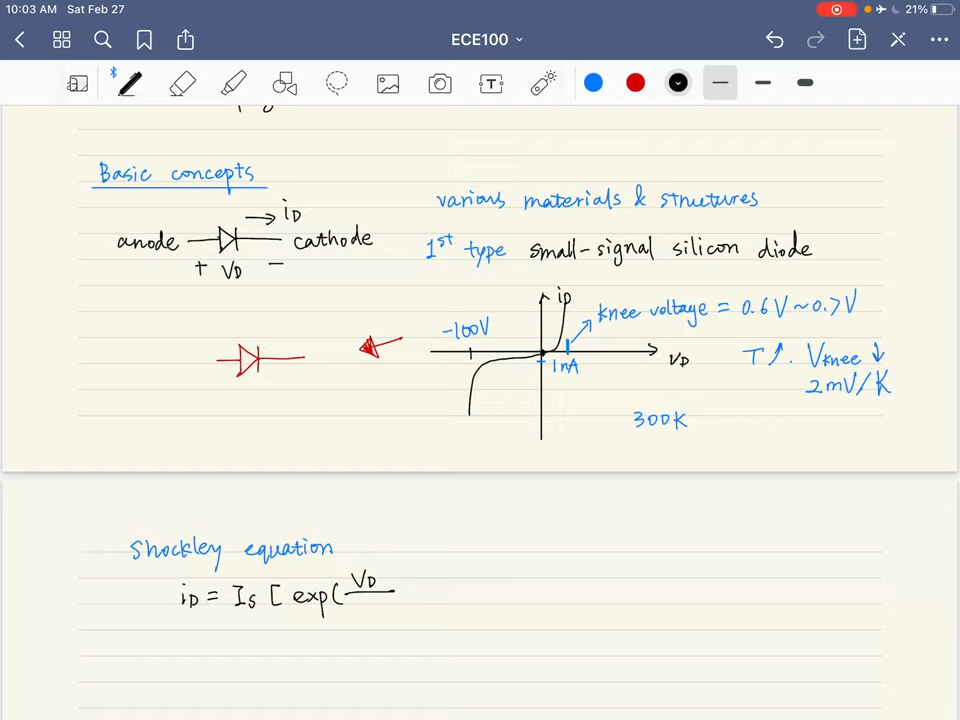 10:03 AM Sat Feb 27
21%
ECE100
T
Basic concepts
iD
anode cathode
+ VD −
various materials & structures
1st type small-signal silicon diode
iD
knee voltage = 0.6V ~ 0.7V
-100V
1nA
VD
T↑. Vknee ↓
2mV/K
300K
Shockley equation
iD = IS [ exp( VD